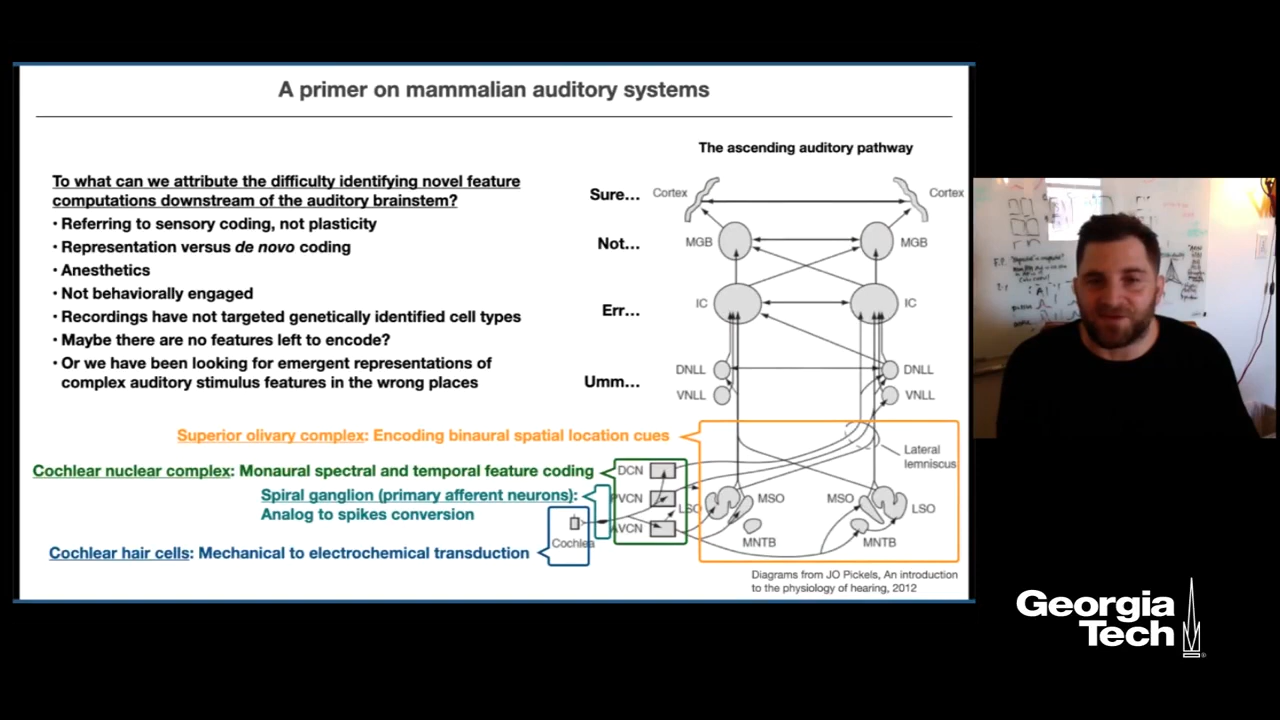 A primer on mammalian auditory systems
The ascending auditory pathway
To what can we attribute the difficulty identifying novel feature
computations downstream of the auditory brainstem?
• Referring to sensory coding, not plasticity
• Representation versus de novo coding
• Anesthetics
• Not behaviorally engaged
• Recordings have not targeted genetically identified cell types
• Maybe there are no features left to encode?
• Or we have been looking for emergent representations of
complex auditory stimulus features in the wrong places
Sure...
Not...
Err...
Umm...
Cortex
Cortex
MGB
MGB
IC
IC
DNLL
DNLL
VNLL
VNLL
Superior olivary complex: Encoding binaural spatial location cues
Cochlear nuclear complex: Monaural spectral and temporal feature coding
Spiral ganglion (primary afferent neurons):
Analog to spikes conversion
Cochlear hair cells: Mechanical to electrochemical transduction
Lateral
lemniscus
DCN
PVCN
AVCN
Cochlea
LSO
MSO
MNTB
MSO
LSO
MNTB
Diagrams from JO Pickels, An introduction
to the physiology of hearing, 2012
Georgia
Tech